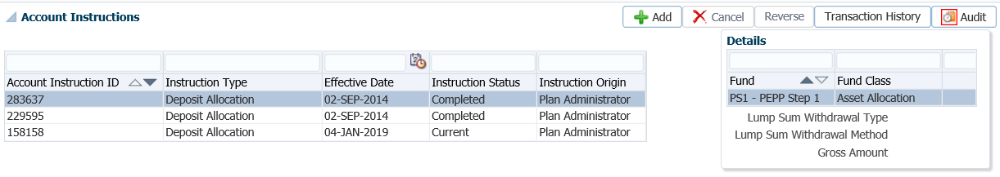 Account Instructions
Add
Cancel
Reverse
Transaction History
Audit
Account Instruction ID Instruction Type Effective Date Instruction Status Instruction Origin
283637 Deposit Allocation 02-SEP-2014 Completed Plan Administrator
229595 Deposit Allocation 02-SEP-2014 Completed Plan Administrator
158158 Deposit Allocation 04-JAN-2019 Current Plan Administrator
Details
Fund Fund Class
PS1 - PEPP Step 1 Asset Allocation
Lump Sum Withdrawal Type
Lump Sum Withdrawal Method
Gross Amount